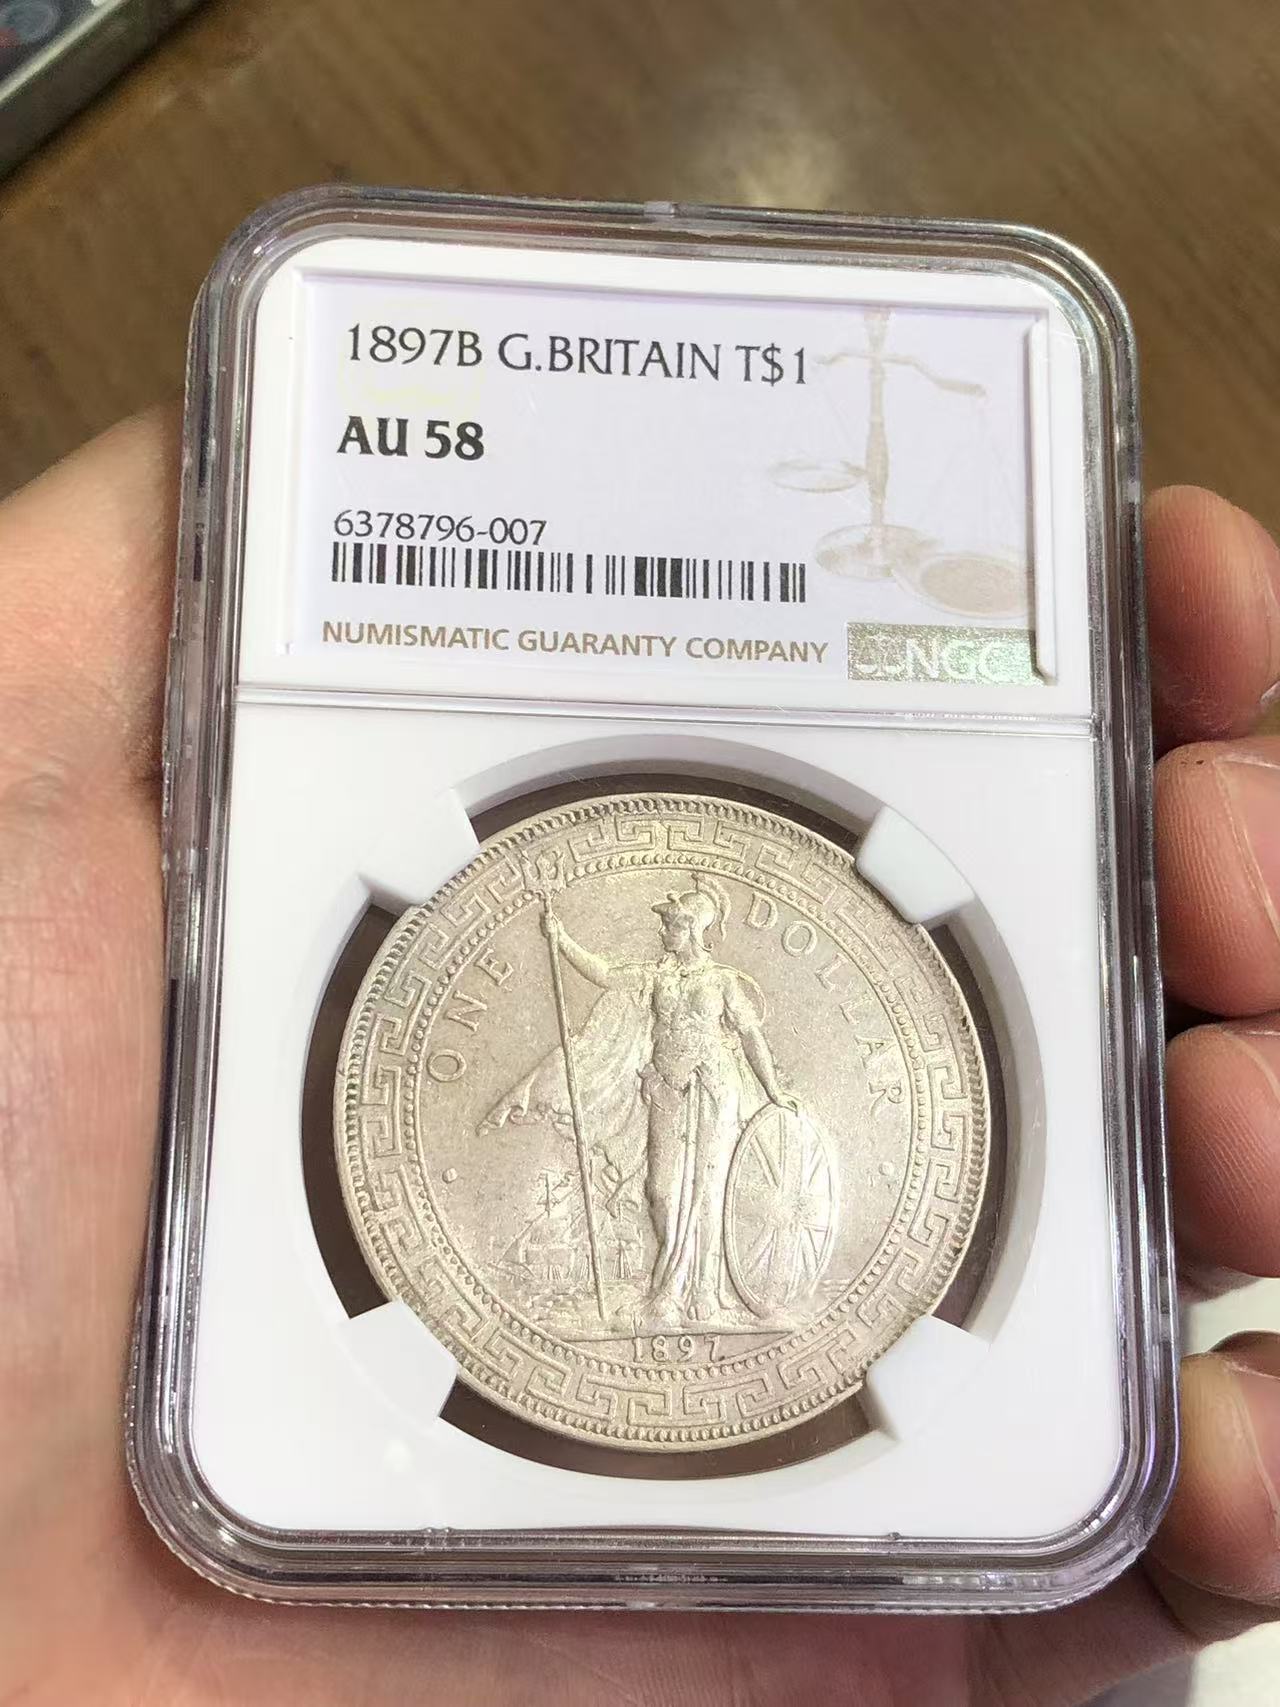 1897B G.BRITAIN T$1
AU 58
6378796-007
NUMISMATIC GUARANTY COMPANY
NGC
ONE DOLLAR
1897